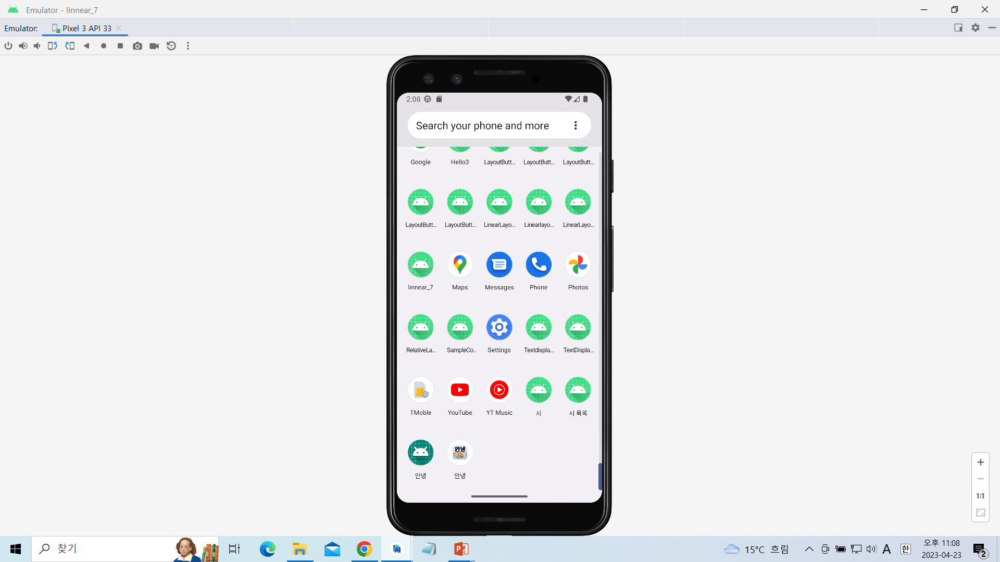 Emulator - linnear_7
Emulator: Pixel 3 API 33
2:08
Search your phone and more
Google Hello3 LayoutButt... LayoutButt... LayoutButt...
LayoutButt... LayoutButt... LinearLayo... Linearlayo... LinearLayo...
linnear_7 Maps Messages Phone Photos
RelativeLa... SampleCo.. Settings Textdispla... TextDispla...
TMoble YouTube YT Music 시 시 목록
안녕
안녕 안녕
1:1
찾기 15°C 흐림 A 한 오후 11:08
2023-04-23 2